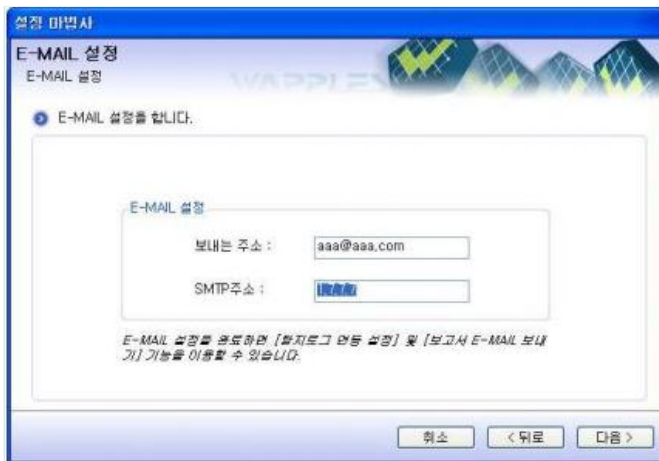 설정 마법사
E-MAIL 설정
E-MAIL 설정
WAPPLES
E-MAIL 설정를 합니다.
E-MAIL 설정
보내는 주소 : aaa@aaa.com
SMTP주소 :
E-MAIL 설정를 완료하면 [탐지로그 연동 설정] 및 [보고서 E-MAIL 보내
기] 기능을 이용할 수 있습니다.
취소 < 뒤로 다음 >